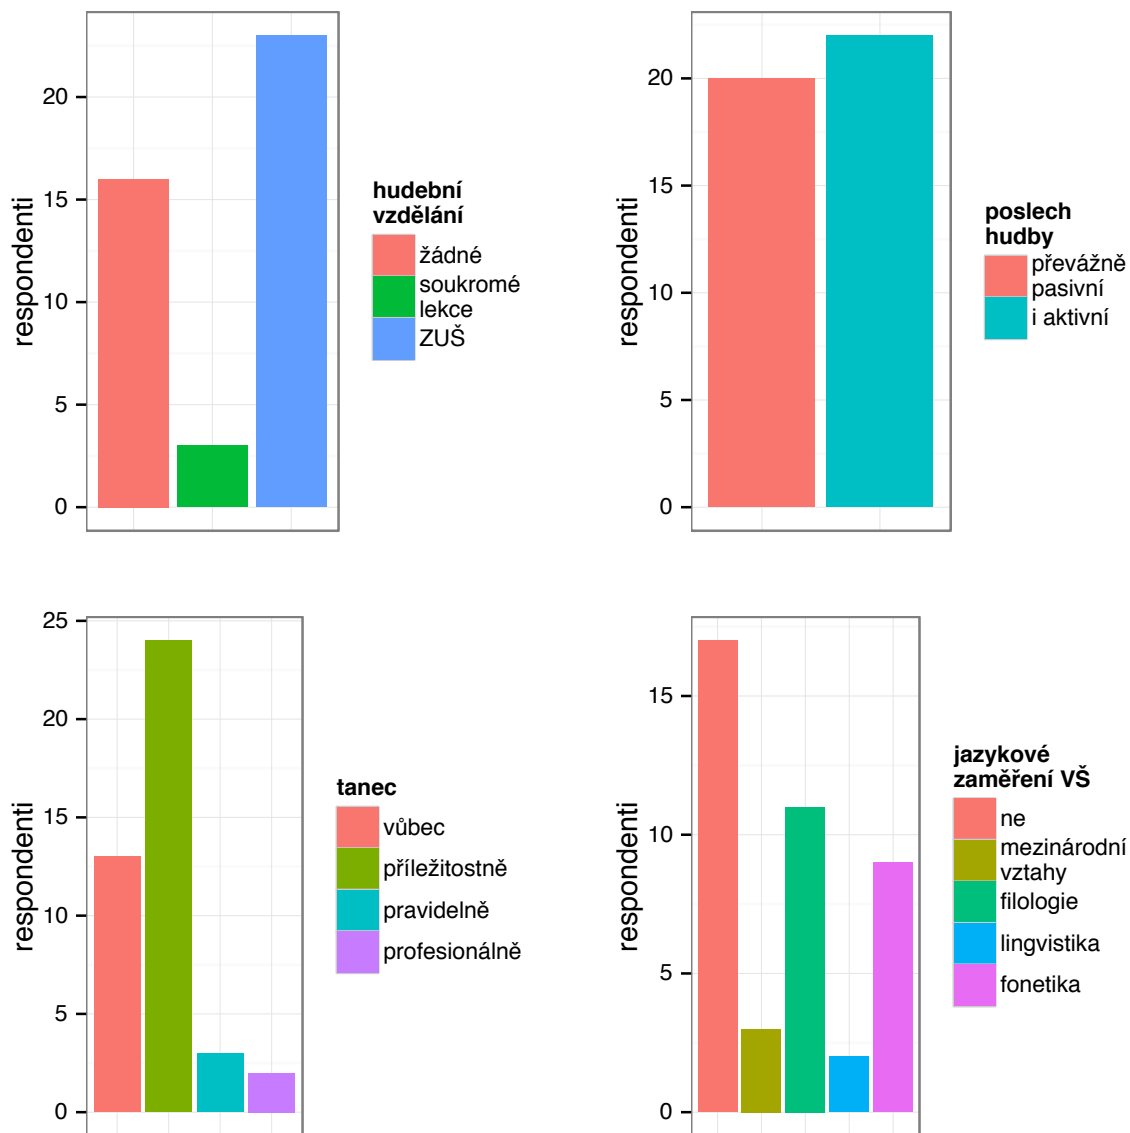 respondenti
20
15
10
5
0
hudební
vzdělání
žádné
soukromé
lekce
ZUŠ
respondenti
20
15
10
5
0
poslech
hudby
převážně
pasivní
i aktivní
respondenti
25
20
15
10
5
0
tanec
vůbec
příležitostně
pravidelně
profesionálně
respondenti
15
10
5
0
jazykové
zaměření VŠ
ne
mezinárodní
vztahy
filologie
lingvistika
fonetika